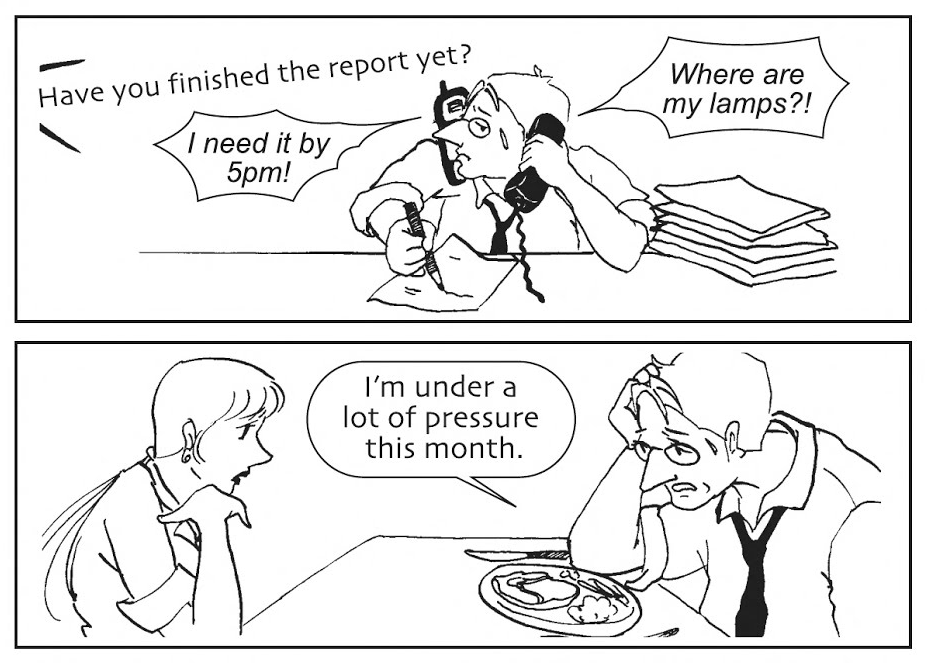 Have you finished the report yet?
I need it by
5pm!
Where are
my lamps?!
I'm under a
lot of pressure
this month.